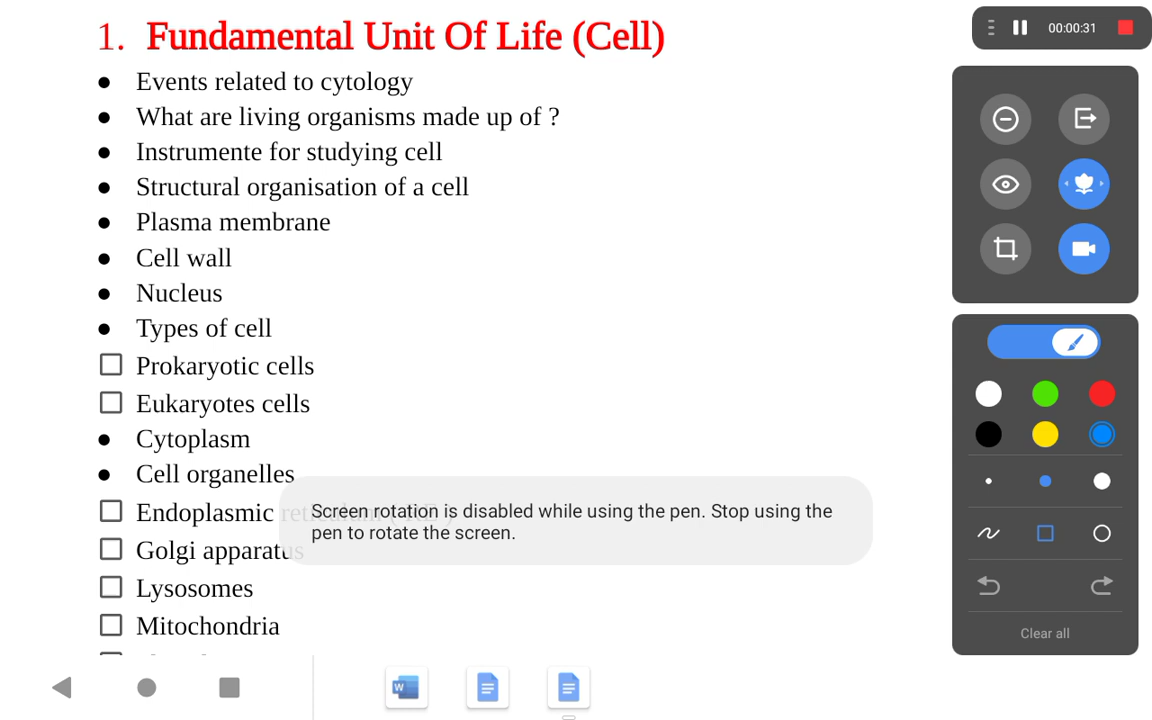 1. Fundamental Unit Of Life (Cell)
00:00:31
● Events related to cytology
● What are living organisms made up of ?
● Instrumente for studying cell
● Structural organisation of a cell
● Plasma membrane
● Cell wall
● Nucleus
● Types of cell
☐ Prokaryotic cells
☐ Eukaryotes cells
● Cytoplasm
● Cell organelles
☐ Endoplasmic
Screen rotation is disabled while using the pen. Stop using the
pen to rotate the screen.
☐ Golgi apparatus
☐ Lysosomes
☐ Mitochondria
Clear all
W